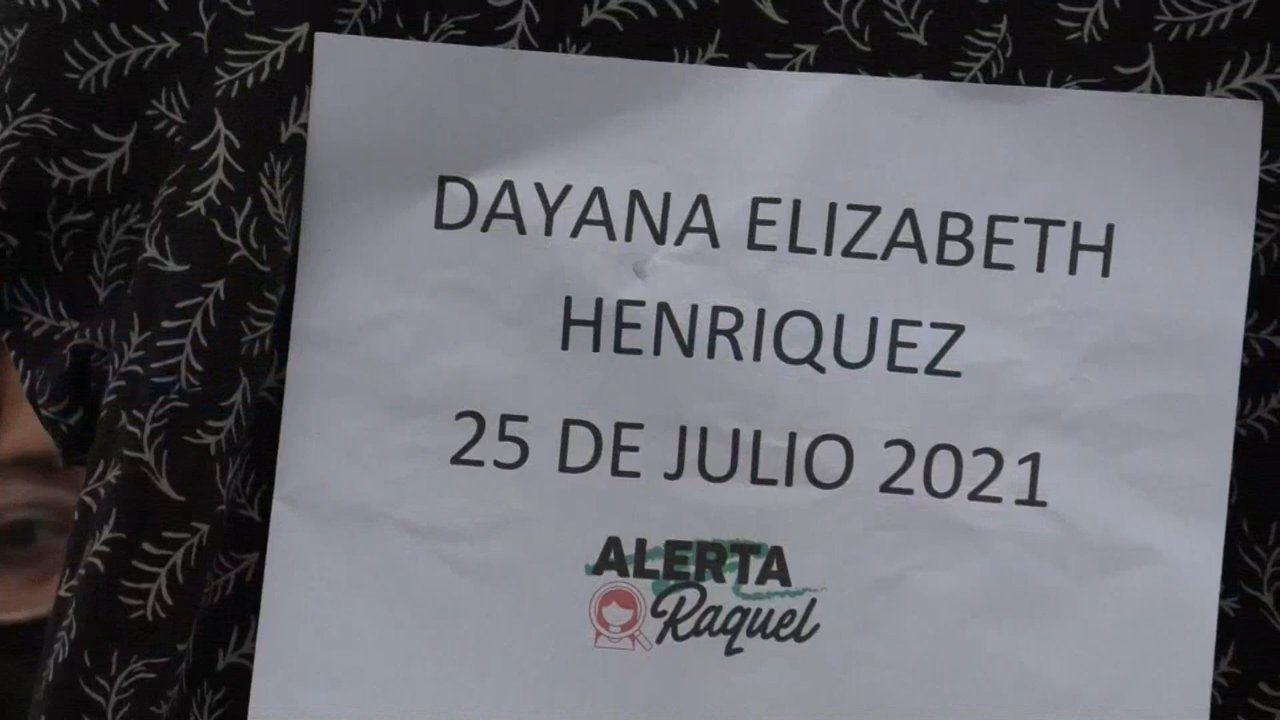 DAYANA ELIZABETH
HENRIQUEZ
25 DE JULIO 2021
ALERTA
Raquel